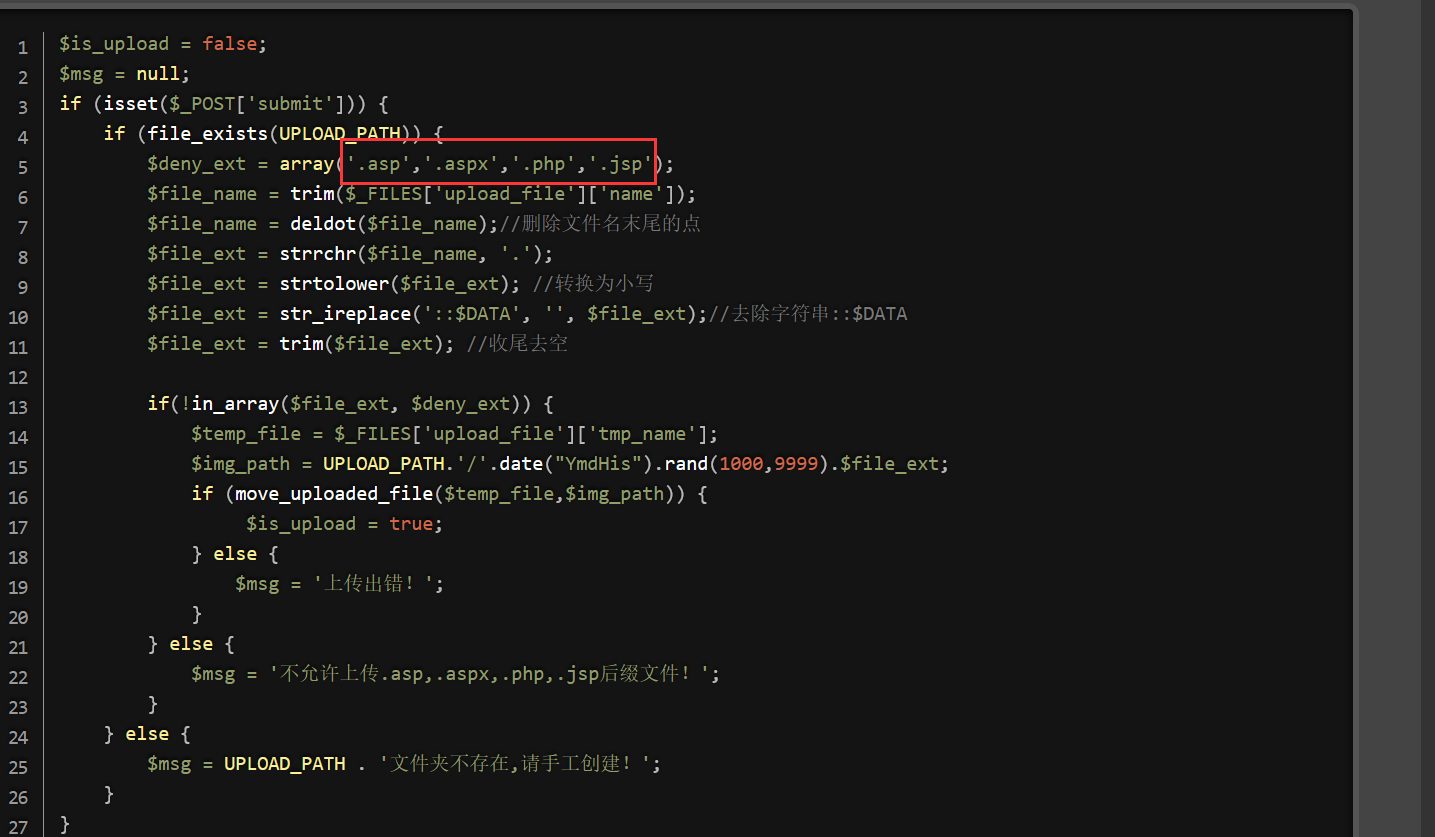 1 $is_upload = false;
2 $msg = null;
3 if (isset($_POST['submit'])) {
4     if (file_exists(UPLOAD_PATH)) {
5         $deny_ext = array('.asp','.aspx','.php','.jsp');
6         $file_name = trim($_FILES['upload_file']['name']);
7         $file_name = deldot($file_name);//删除文件名末尾的点
8         $file_ext = strrchr($file_name, '.');
9         $file_ext = strtolower($file_ext); //转换为小写
10         $file_ext = str_ireplace('::$DATA', '', $file_ext);//去除字符串::$DATA
11         $file_ext = trim($file_ext); //收尾去空
12
13         if(!in_array($file_ext, $deny_ext)) {
14             $temp_file = $_FILES['upload_file']['tmp_name'];
15             $img_path = UPLOAD_PATH.'/'.date("YmdHis").rand(1000,9999).$file_ext;
16             if (move_uploaded_file($temp_file,$img_path)) {
17                  $is_upload = true;
18             } else {
19                 $msg = '上传出错！';
20             }
21         } else {
22             $msg = '不允许上传.asp,.aspx,.php,.jsp后缀文件！';
23         }
24     } else {
25         $msg = UPLOAD_PATH . '文件夹不存在,请手工创建！';
26     }
27 }